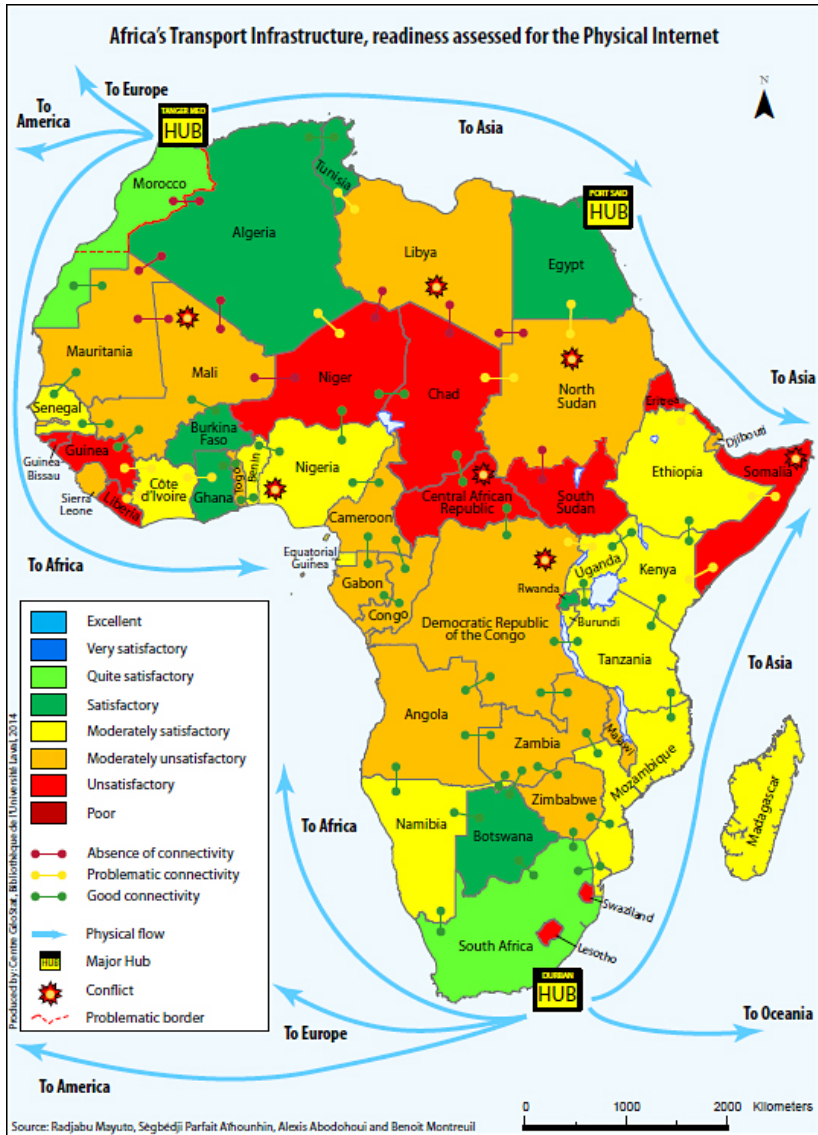 Africa's Transport Infrastructure, readiness assessed for the Physical Internet
To Europe
To
America
TANGER MED
HUB
To Asia
N
PORT SAID
HUB
Morocco
Tunisia
Algeria
Libya
Egypt
Mauritania
Mali
Niger
Chad
North
Sudan
To Asia
Eritrea
Djibouti
Senegal
Burkina
Faso
Guinea
Guinea-
Bissau
Sierra
Leone
Liberia
Côte
d'Ivoire
Ghana
Togo
Benin
Nigeria
Ethiopia
Somalia
Central African
Republic
South
Sudan
Cameroon
To Africa
Equatorial
Guinea
Gabon
Congo
Uganda
Kenya
Rwanda
Burundi
Democratic Republic
of the Congo
Tanzania
To Asia
Angola
Zambia
Malawi
Mozambique
Zimbabwe
Madagascar
Namibia
Botswana
To Africa
Swaziland
South Africa
Lesotho
DURBAN
HUB
To Oceania
To Europe
To America
Excellent
Very satisfactory
Quite satisfactory
Satisfactory
Moderately satisfactory
Moderately unsatisfactory
Unsatisfactory
Poor
Absence of connectivity
Problematic connectivity
Good connectivity
Physical flow
HUB
Major Hub
Conflict
Problematic border
Produced by: Centre GéoStat, Bibliothèque de l'Université Laval, 2014
0 1000 2000 Kilometers
Source: Radjabu Mayuto, Sègbédji Parfait Aïhounhin, Alexis Abodohoui and Benoit Montreuil